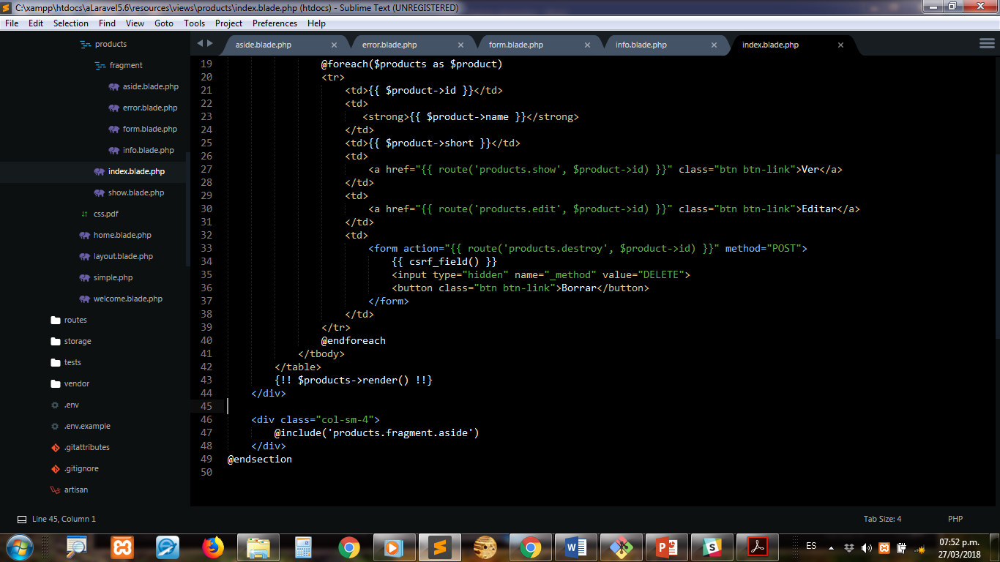 C:\xampp\htdocs\aLaravel5.6\resources\views\products\index.blade.php (htdocs) - Sublime Text (UNREGISTERED)
File Edit Selection Find View Goto Tools Project Preferences Help
products
fragment
aside.blade.php
error.blade.php
form.blade.php
info.blade.php
index.blade.php
show.blade.php
css.pdf
home.blade.php
layout.blade.php
simple.php
welcome.blade.php
routes
storage
tests
vendor
.env
.env.example
.gitattributes
.gitignore
artisan
aside.blade.php × error.blade.php × form.blade.php × info.blade.php × index.blade.php ×
19 @foreach($products as $product)
20 <tr>
21 <td>{{ $product->id }}</td>
22 <td>
23 <strong>{{ $product->name }}</strong>
24 </td>
25 <td>{{ $product->short }}</td>
26 <td>
27 <a href="{{ route('products.show', $product->id) }}" class="btn btn-link">Ver</a>
28 </td>
29 <td>
30 <a href="{{ route('products.edit', $product->id) }}" class="btn btn-link">Editar</a>
31 </td>
32 <td>
33 <form action="{{ route('products.destroy', $product->id) }}" method="POST">
34 {{ csrf_field() }}
35 <input type="hidden" name="_method" value="DELETE">
36 <button class="btn btn-link">Borrar</button>
37 </form>
38 </td>
39 </tr>
40 @endforeach
41 </tbody>
42 </table>
43 {!! $products->render() !!}
44 </div>
45
46 <div class="col-sm-4">
47 @include('products.fragment.aside')
48 </div>
49 @endsection
50
Line 45, Column 1
Tab Size: 4
PHP
ES
07:52 p.m.
27/03/2018